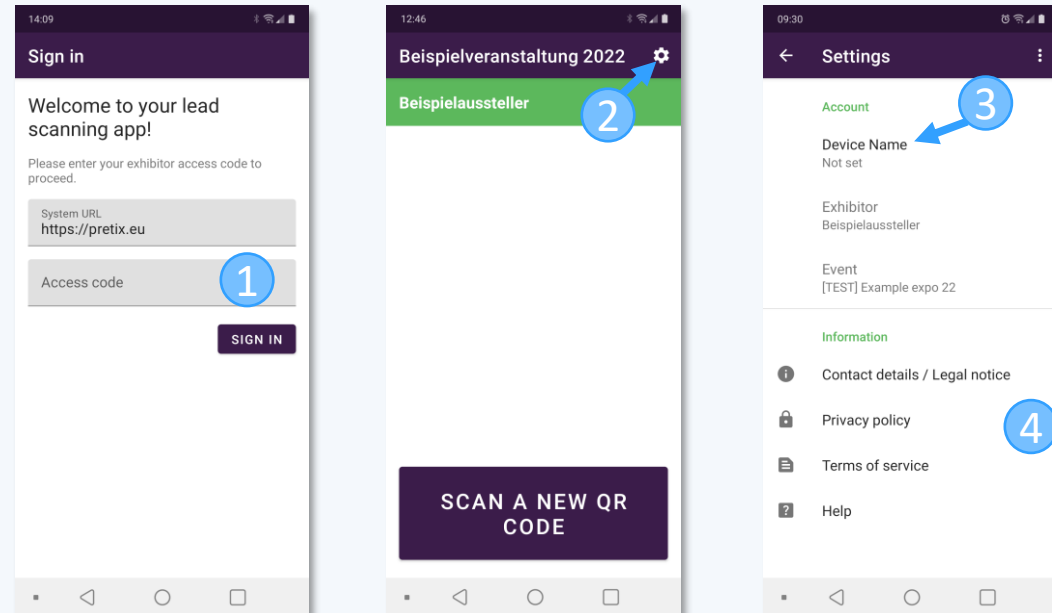 14:09
Sign in
Welcome to your lead
scanning app!
Please enter your exhibitor access code to
proceed.
System URL
https://pretix.eu
Access code
1
SIGN IN
12:46
Beispielveranstaltung 2022
Beispielaussteller
2
SCAN A NEW QR
CODE
09:30
Settings
Account
3
Device Name
Not set
Exhibitor
Beispielaussteller
Event
[TEST] Example expo 22
Information
Contact details / Legal notice
Privacy policy
4
Terms of service
Help